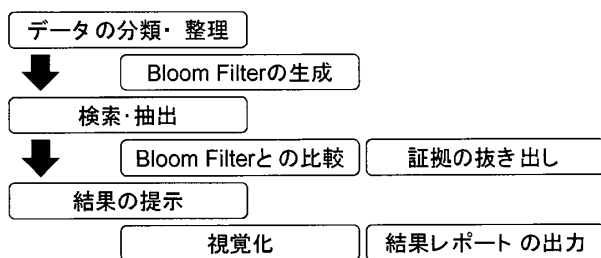 データの分類・整理
Bloom Filterの生成
検索・抽出
Bloom Filterとの比較 証拠の抜き出し
結果の提示
視覚化 結果レポートの出力